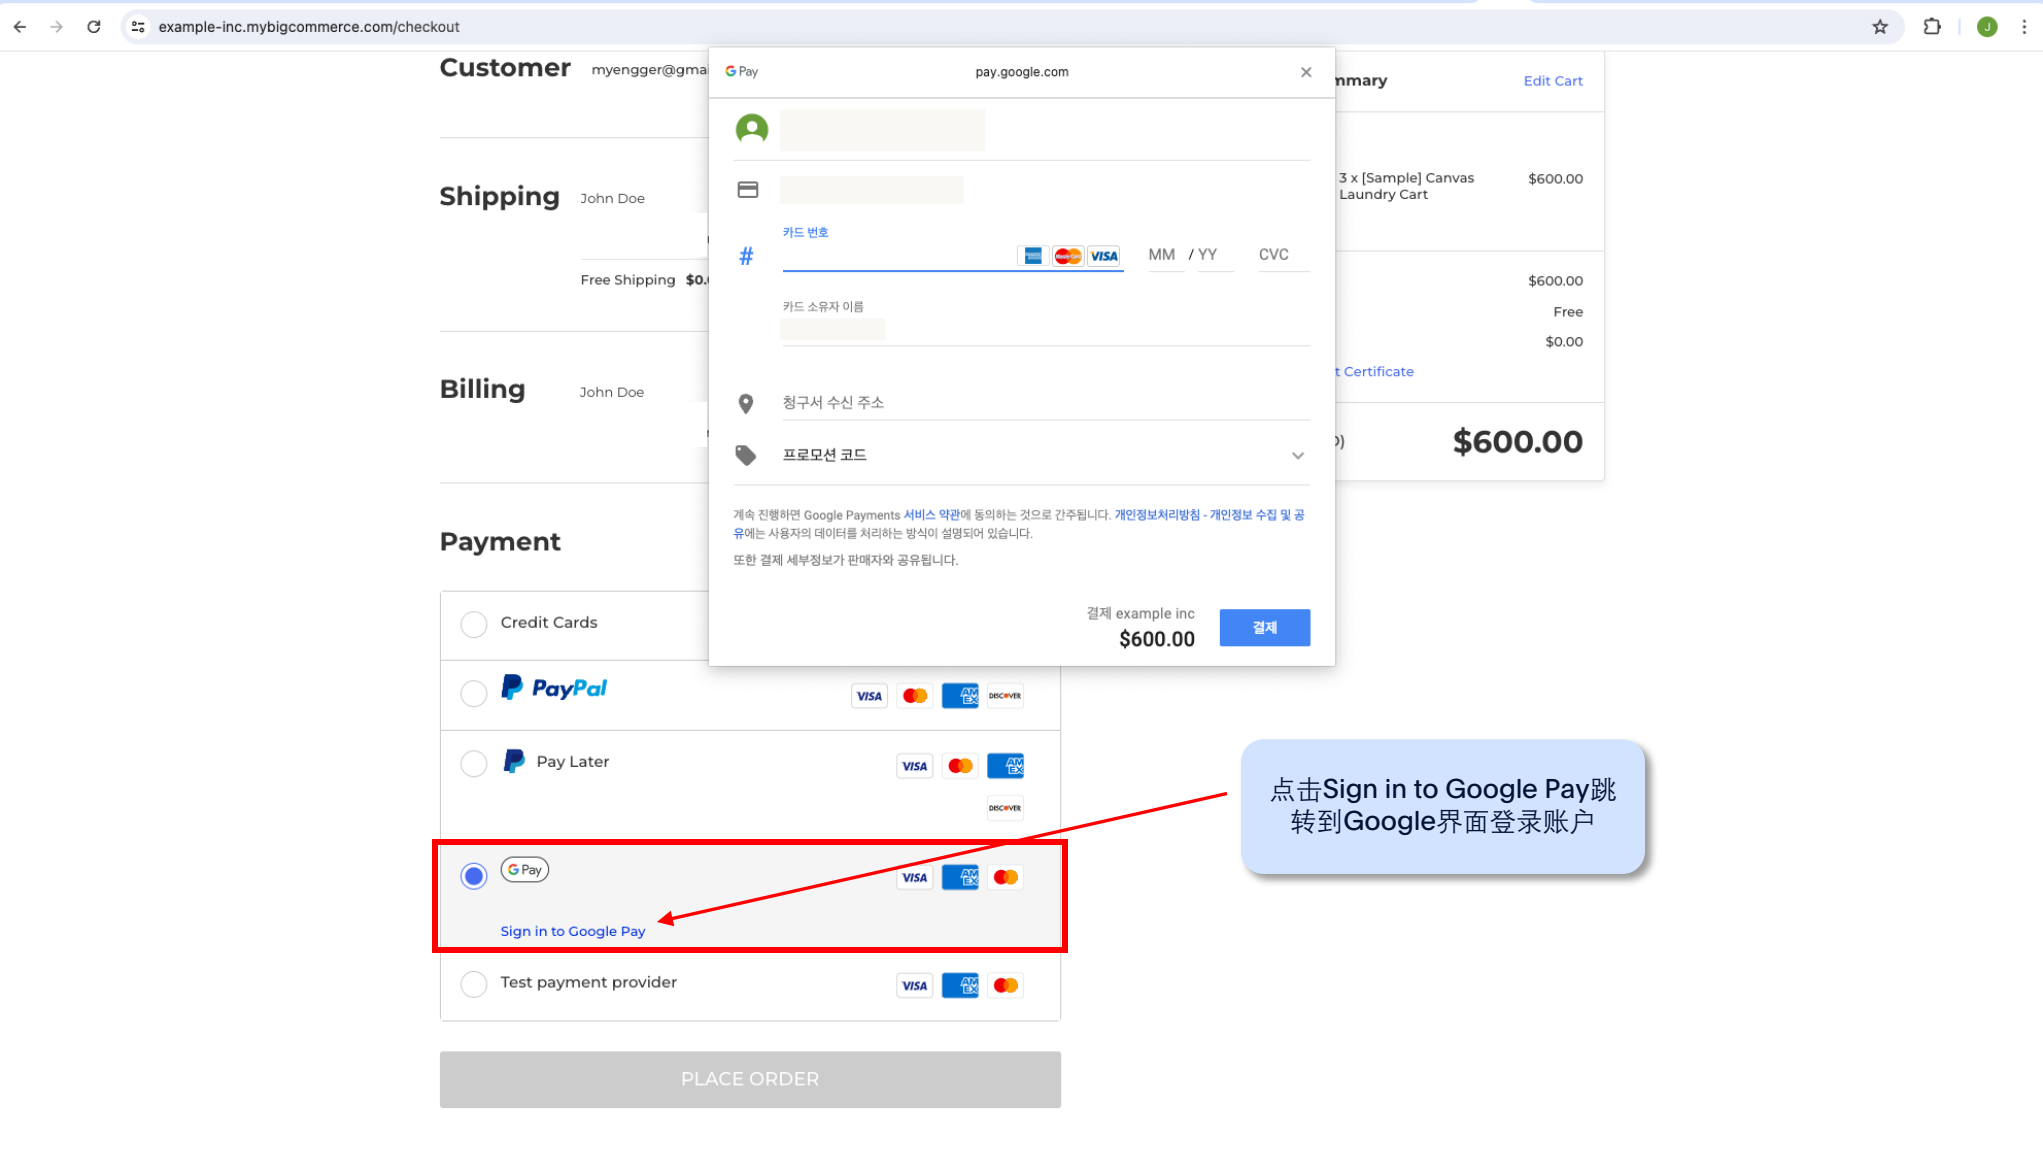 example-inc.mybigcommerce.com/checkout
J
Customer
myengger@gmai
G Pay
pay.google.com
카드 번호
#
VISA
MM / YY
CVC
카드 소유자 이름
청구서 수신 주소
프로모션 코드
계속 진행하면 Google Payments 서비스 약관에 동의하는 것으로 간주됩니다. 개인정보처리방침 - 개인정보 수집 및 공
유에는 사용자의 데이터를 처리하는 방식이 설명되어 있습니다.
또한 결제 세부정보가 판매자와 공유됩니다.
결제 example inc
$600.00
결제
mmary
Edit Cart
3 x [Sample] Canvas
Laundry Cart
$600.00
$600.00
Free
$0.00
t Certificate
$600.00
Shipping
John Doe
Free Shipping $0.
Billing
John Doe
Payment
Credit Cards
PayPal
VISA AMEX DISCOVER
Pay Later
VISA AMEX
DISCOVER
G Pay
VISA AMEX
Sign in to Google Pay
Test payment provider
VISA AMEX
PLACE ORDER
点击Sign in to Google Pay跳
转到Google界面登录账户